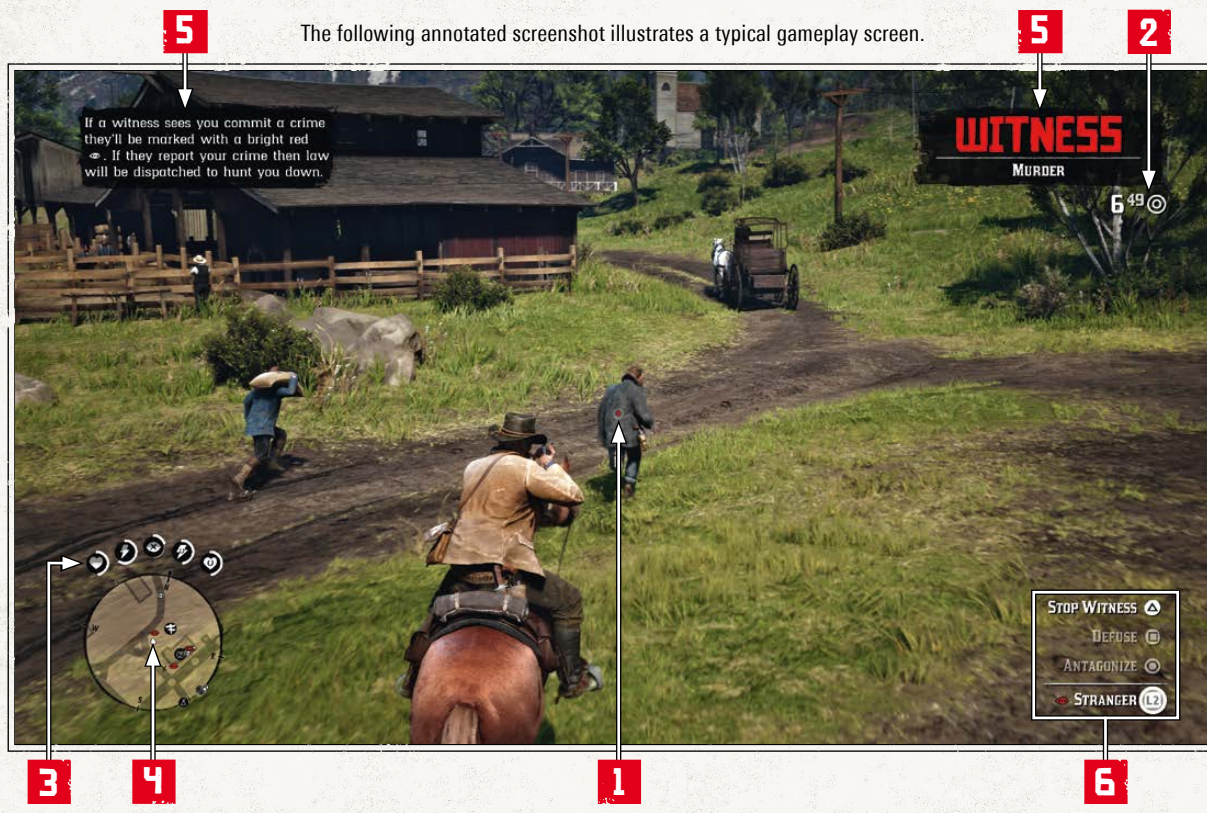 5
The following annotated screenshot illustrates a typical gameplay screen.
5
2
If a witness sees you commit a crime
they'll be marked with a bright red
. If they report your crime then law
will be dispatched to hunt you down.
WITNESS
MURDER
6 49
W
E
S
STOP WITNESS
DEFUSE
ANTAGONIZE
STRANGER L2
3
4
1
6